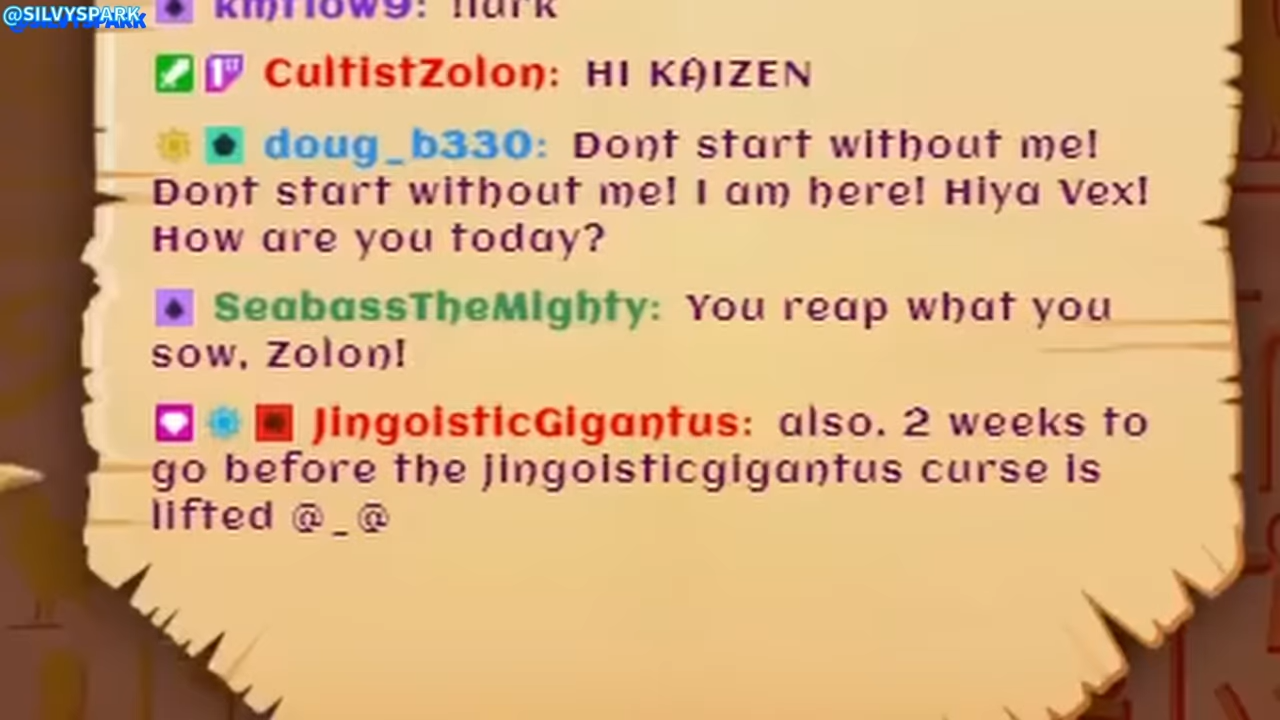 @SILVYSPARK
kmflow9: !lurk
CultistZolon: HI KAIZEN
doug_b330: Dont start without me!
Dont start without me! I am here! Hiya Vex!
How are you today?
SeabassTheMighty: You reap what you
sow, Zolon!
JingoisticGigantus: also. 2 weeks to
go before the jingoisticgigantus curse is
lifted @_@